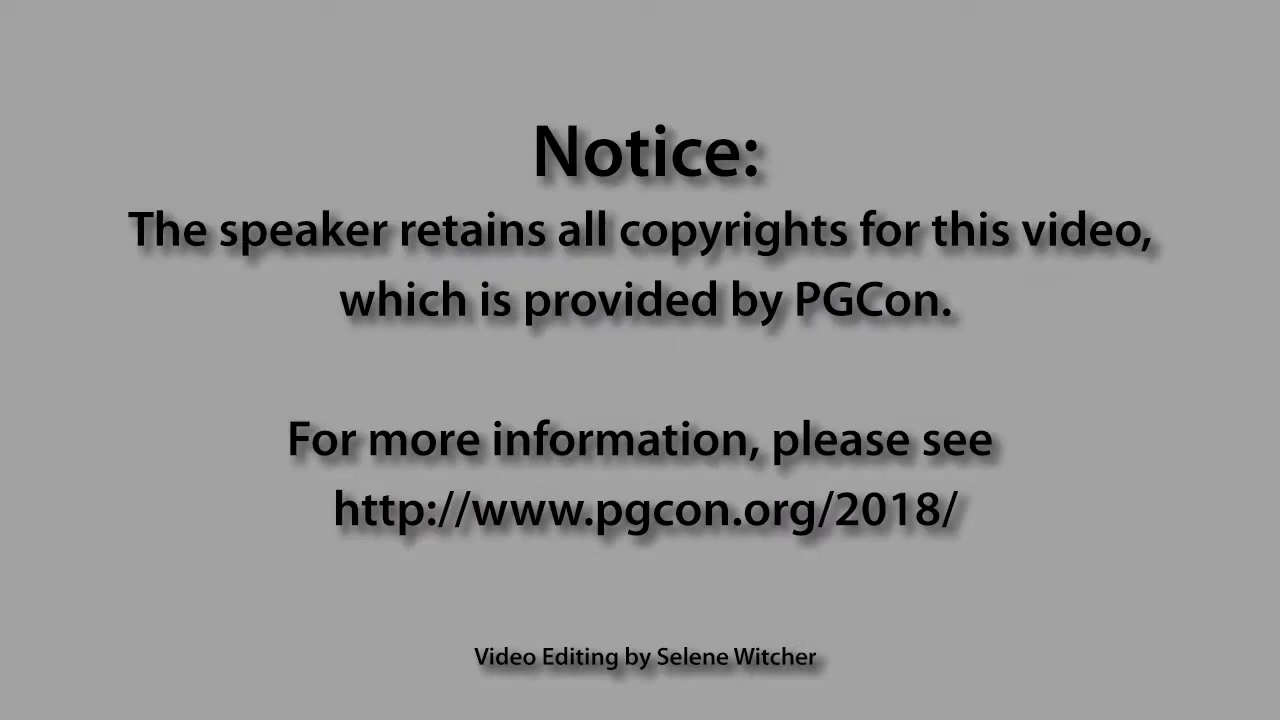 Notice:
The speaker retains all copyrights for this video,
which is provided by PGCon.
For more information, please see
http://www.pgcon.org/2018/
Video Editing by Selene Witcher